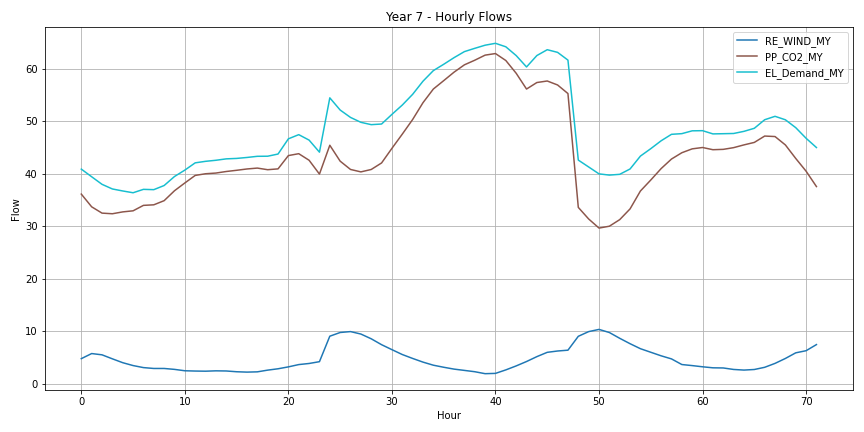 Year 7 - Hourly Flows
RE_WIND_MY
PP_CO2_MY
EL_Demand_MY
Flow
60
50
40
30
20
10
0
0 10 20 30 40 50 60 70
Hour